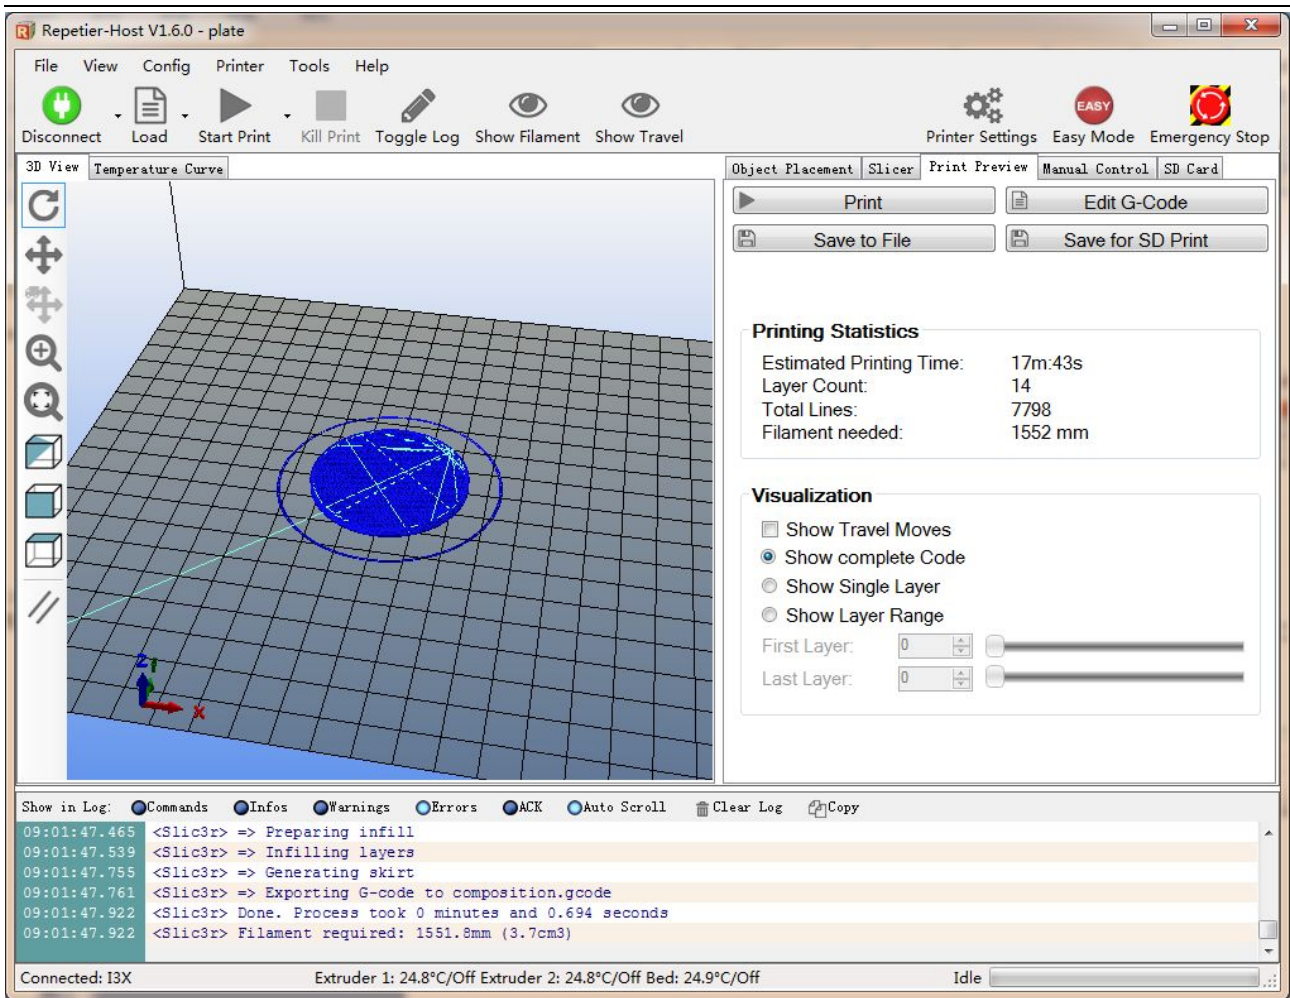 Repetier-Host V1.6.0 - plate
File View Config Printer Tools Help
Disconnect Load Start Print Kill Print Toggle Log Show Filament Show Travel Printer Settings EASY Easy Mode Emergency Stop
3D View Temperature Curve Object Placement Slicer Print Preview Manual Control SD Card
Print Edit G-Code
Save to File Save for SD Print
Printing Statistics
Estimated Printing Time: 17m:43s
Layer Count: 14
Total Lines: 7798
Filament needed: 1552 mm
Visualization
Show Travel Moves
Show complete Code
Show Single Layer
Show Layer Range
First Layer: 0
Last Layer: 0
Z Y
X
Show in Log: Commands Infos Warnings Errors ACK Auto Scroll Clear Log Copy
09:01:47.465 <Slic3r> => Preparing infill
09:01:47.539 <Slic3r> => Infilling layers
09:01:47.755 <Slic3r> => Generating skirt
09:01:47.761 <Slic3r> => Exporting G-code to composition.gcode
09:01:47.922 <Slic3r> Done. Process took 0 minutes and 0.694 seconds
09:01:47.922 <Slic3r> Filament required: 1551.8mm (3.7cm3)
Connected: I3X Extruder 1: 24.8°C/Off Extruder 2: 24.8°C/Off Bed: 24.9°C/Off Idle